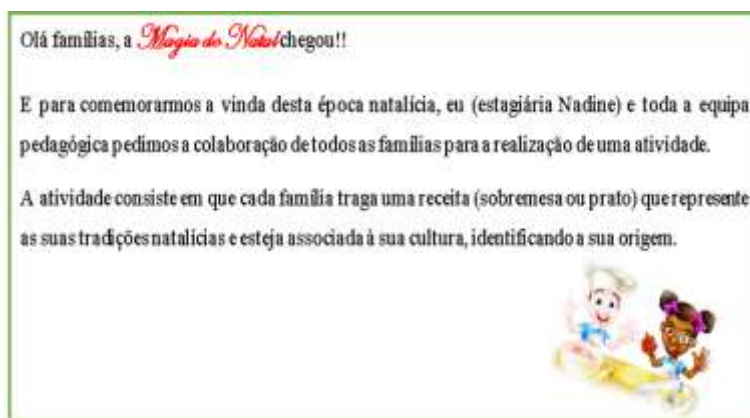 Olá famílias, a Magia do Natal chegou!!
E para comemorarmos a vinda desta época natalícia, eu (estagiária Nadine) e toda a equipa
pedagógica pedimos a colaboração de todos as famílias para a realização de uma atividade.
A atividade consiste em que cada família traga uma receita (sobremesa ou prato) que represente
as suas tradições natalícias e esteja associada à sua cultura, identificando a sua origem.